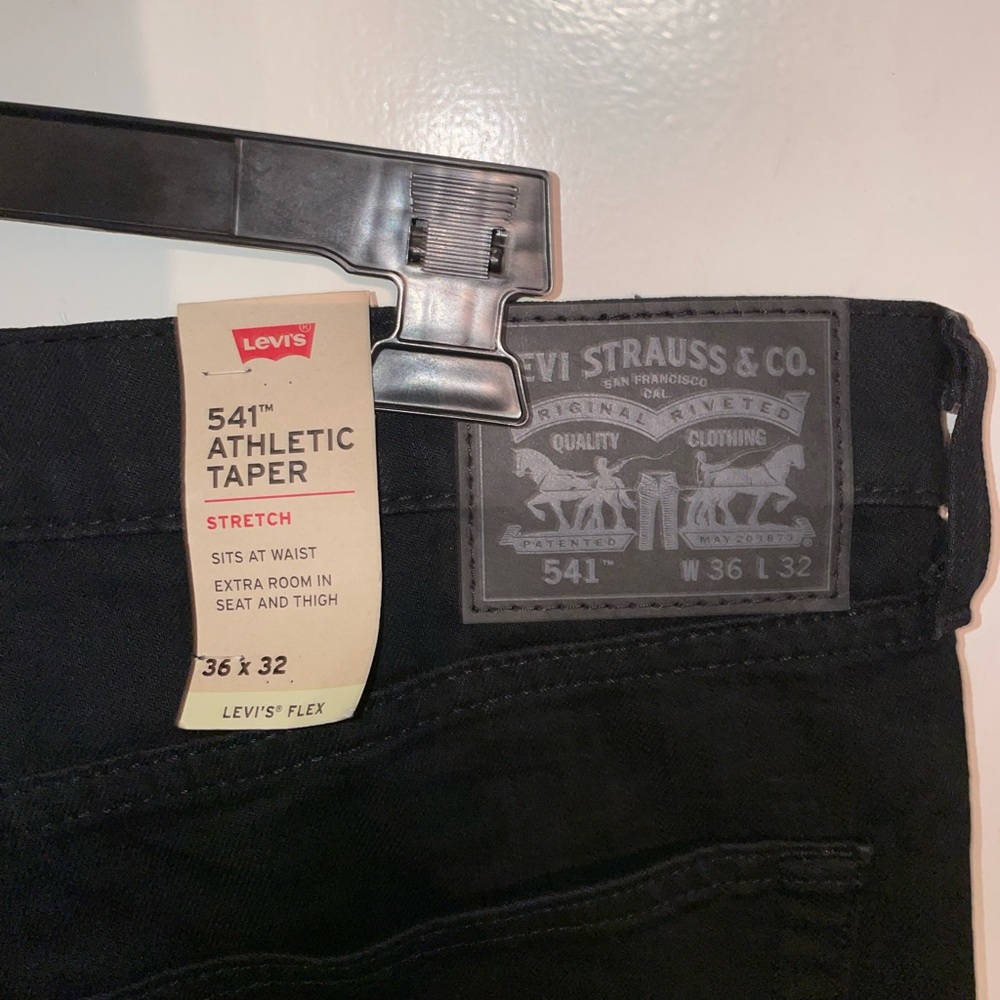 LEVI'S®
541™
ATHLETIC
TAPER
STRETCH
SITS AT WAIST
EXTRA ROOM IN
SEAT AND THIGH
36 x 32
LEVI'S® FLEX
EVI STRAUSS & CO.
SAN FRANCISCO
CAL.
RIGINAL RIVETED
QUALITY CLOTHING
PATENTED MAY 20 1873
541™ W 36 L 32